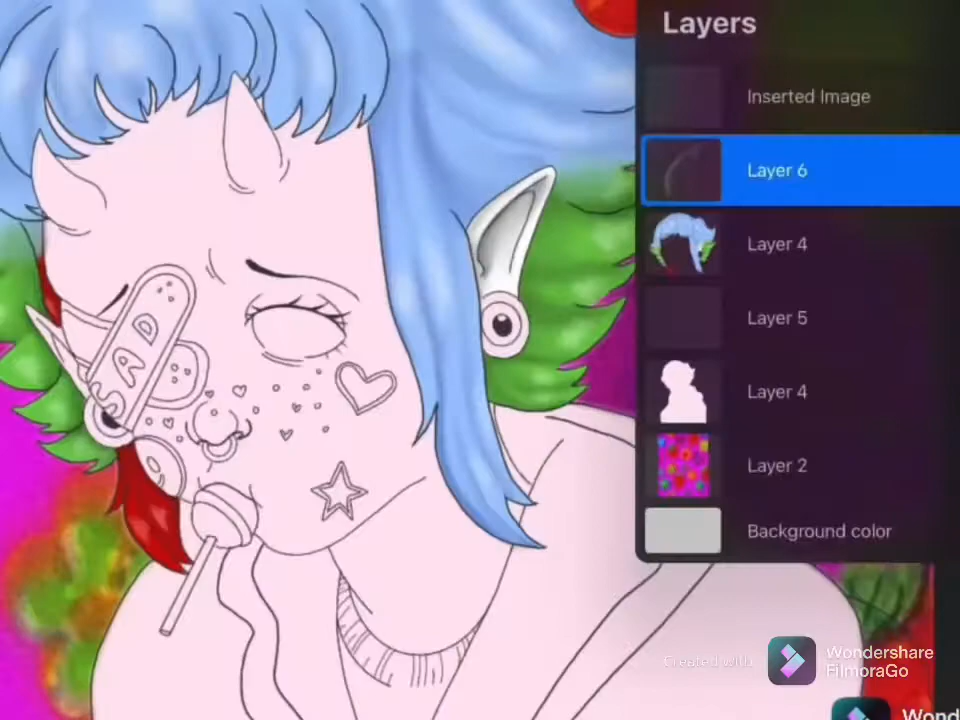 Layers
Inserted Image
Layer 6
Layer 4
Layer 5
Layer 4
Layer 2
Background color
SAD
Created with
Wondershare
FilmoraGo